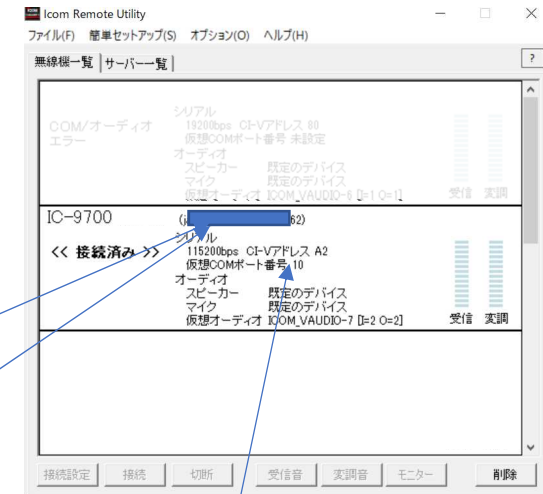 Icom Remote Utility
ファイル(F) 簡単セットアップ(S) オプション(O) ヘルプ(H)
無線機一覧 サーバー一覧 ?
シリアル
COM/オーディオ 19200bps CI-Vアドレス 80
エラー 仮想COMポート番号 未設定
オーディオ
スピーカー 既定のデバイス
マイク 既定のデバイス
仮想オーディオ ICOM_VAUDIO-6 [I=1 O=1] 受信 変調
IC-9700 62)
シリアル
<< 接続済み >> 115200bps CI-Vアドレス A2
仮想COMポート番号 10
オーディオ
スピーカー 既定のデバイス
マイク 既定のデバイス
仮想オーディオ ICOM_VAUDIO-7 [I=2 O=2] 受信 変調
接続設定 接続 切断 受信音 変調音 モニター 削除